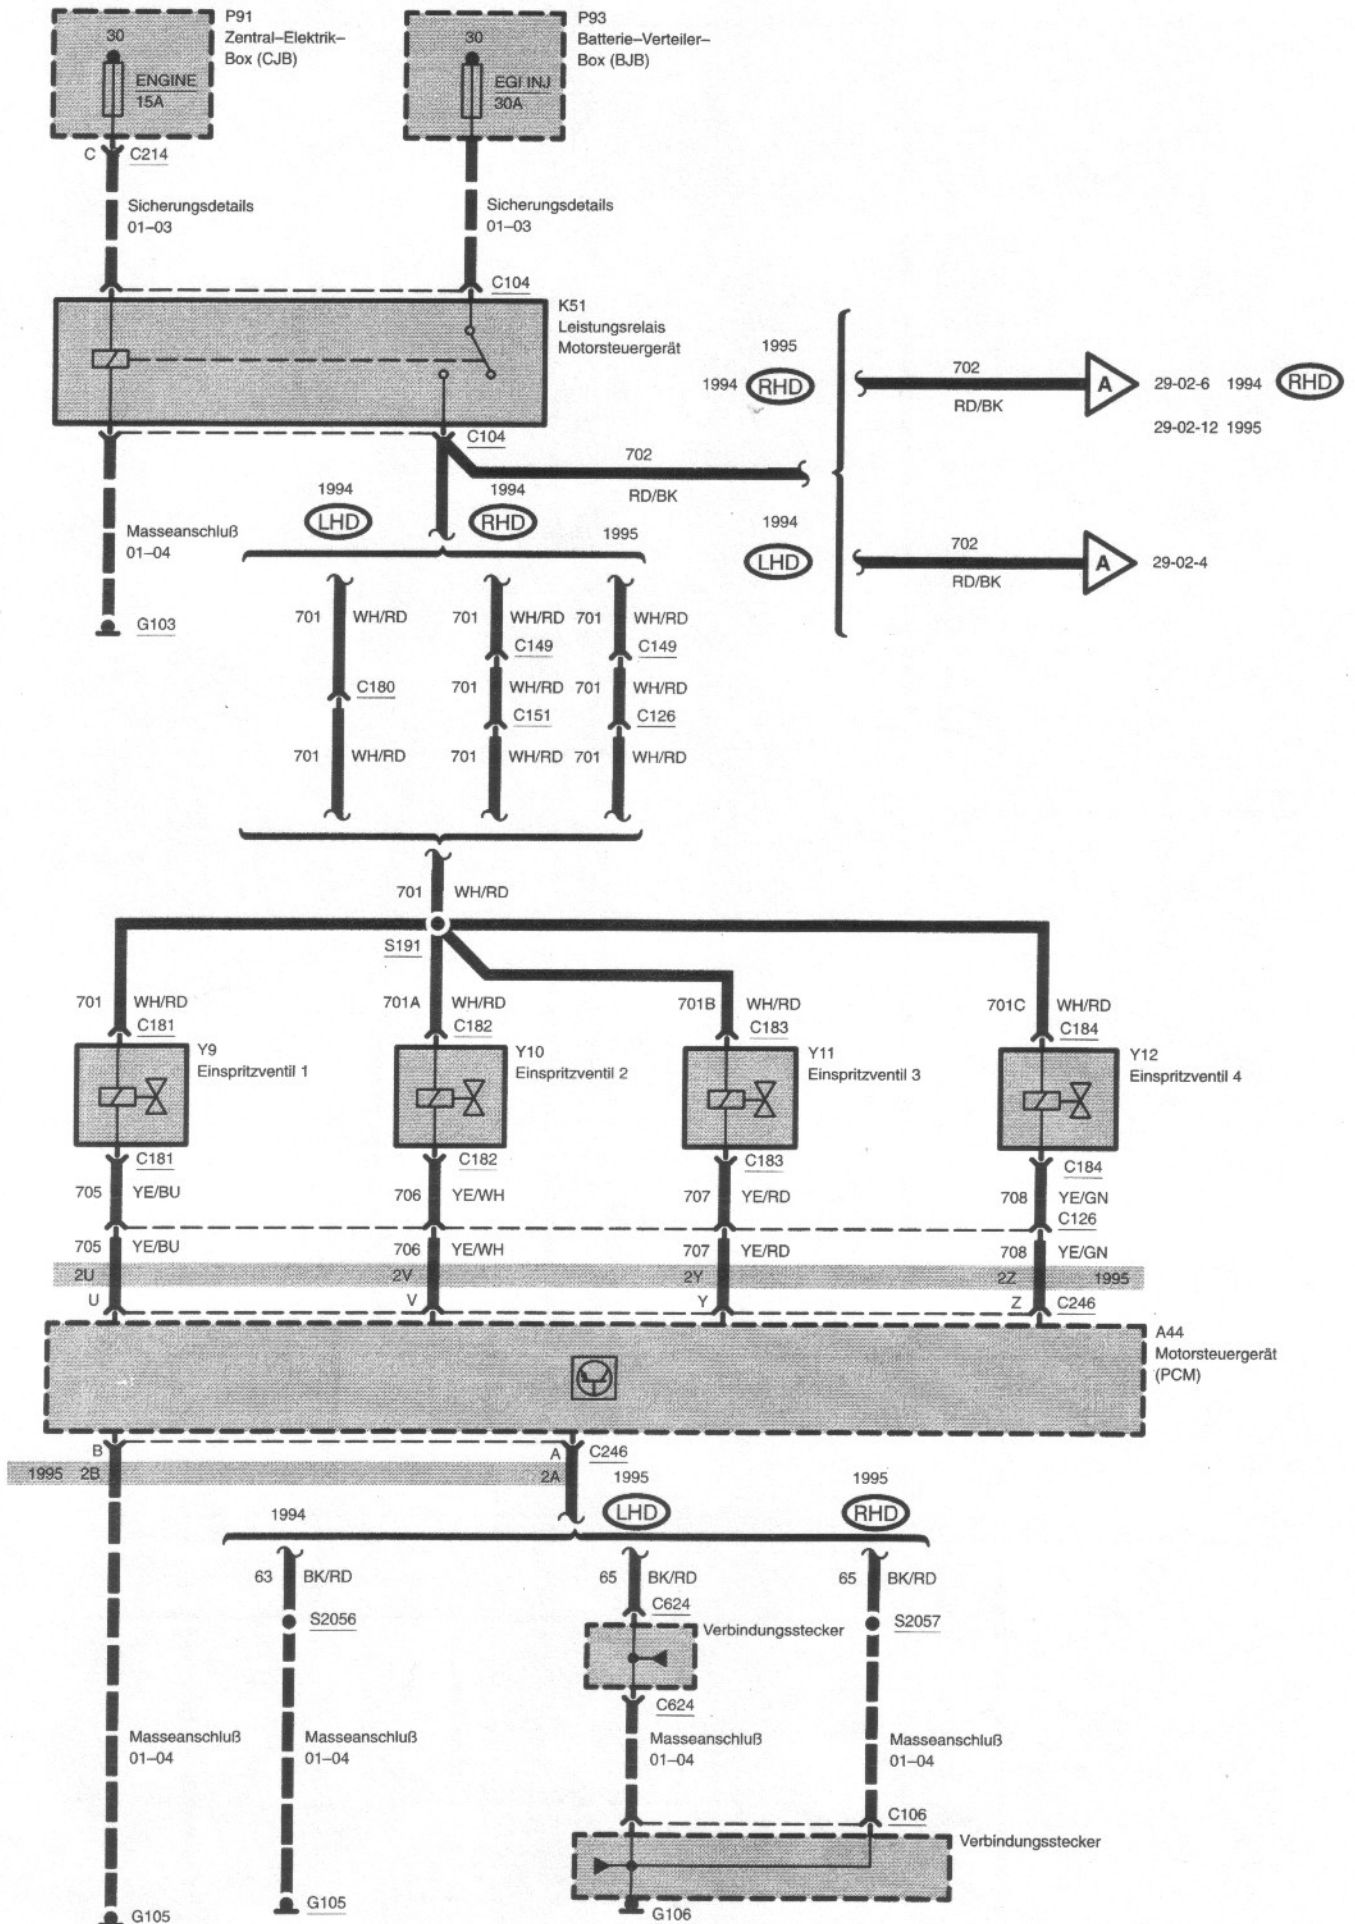 P91
Zentral–Elektrik–
Box (CJB)
30
ENGINE
15A
C
C214
P93
Batterie–Verteiler–
Box (BJB)
30
EGI INJ
30A
Sicherungsdetails
01–03
Sicherungsdetails
01–03
C104
K51
Leistungsrelais
Motorsteuergerät
C104
1995
1994 RHD
702
RD/BK
A
29-02-6 1994 RHD
29-02-12 1995
702
RD/BK
1994
LHD
702
RD/BK
A
29-02-4
Masseanschluß
01–04
G103
1994
LHD
1994
RHD
1995
701 WH/RD 701 WH/RD 701 WH/RD
C149 C149
C180 701 WH/RD 701 WH/RD
C151 C126
701 WH/RD 701 WH/RD 701 WH/RD
701 WH/RD
S191
701 WH/RD 701A WH/RD 701B WH/RD 701C WH/RD
C181 C182 C183 C184
Y9
Einspritzventil 1
Y10
Einspritzventil 2
Y11
Einspritzventil 3
Y12
Einspritzventil 4
C181 C182 C183 C184
705 YE/BU 706 YE/WH 707 YE/RD 708 YE/GN
C126
705 YE/BU 706 YE/WH 707 YE/RD 708 YE/GN
2U 2V 2Y 2Z 1995
U V Y Z C246
A44
Motorsteuergerät
(PCM)
B A C246
1995 2B 2A
1994
1995
LHD
1995
RHD
63 BK/RD 65 BK/RD 65 BK/RD
S2056 C624 S2057
Verbindungsstecker
C624
Masseanschluß
01–04
Masseanschluß
01–04
Masseanschluß
01–04
Masseanschluß
01–04
C106
Verbindungsstecker
G105
G105
G106